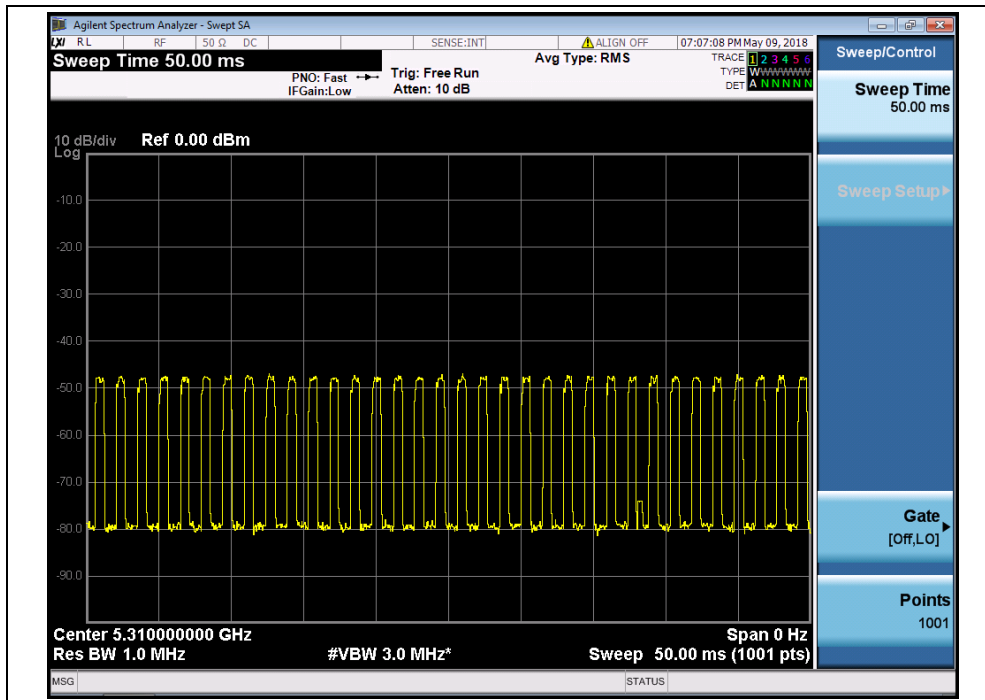 Agilent Spectrum Analyzer - Swept SA
LXI RL RF 50 Ω DC SENSE:INT ALIGN OFF 07:07:08 PM May 09, 2018
Sweep Time 50.00 ms
PNO: Fast
IFGain:Low
Trig: Free Run
Atten: 10 dB
Avg Type: RMS
TRACE 1 2 3 4 5 6
TYPE WWWWWWW
DET A N N N N N
10 dB/div Ref 0.00 dBm
Log
-10.0
-20.0
-30.0
-40.0
-50.0
-60.0
-70.0
-80.0
-90.0
Center 5.310000000 GHz
Span 0 Hz
Res BW 1.0 MHz
#VBW 3.0 MHz*
Sweep 50.00 ms (1001 pts)
MSG
STATUS
Sweep/Control
Sweep Time
50.00 ms
Sweep Setup
Gate
[Off,LO]
Points
1001